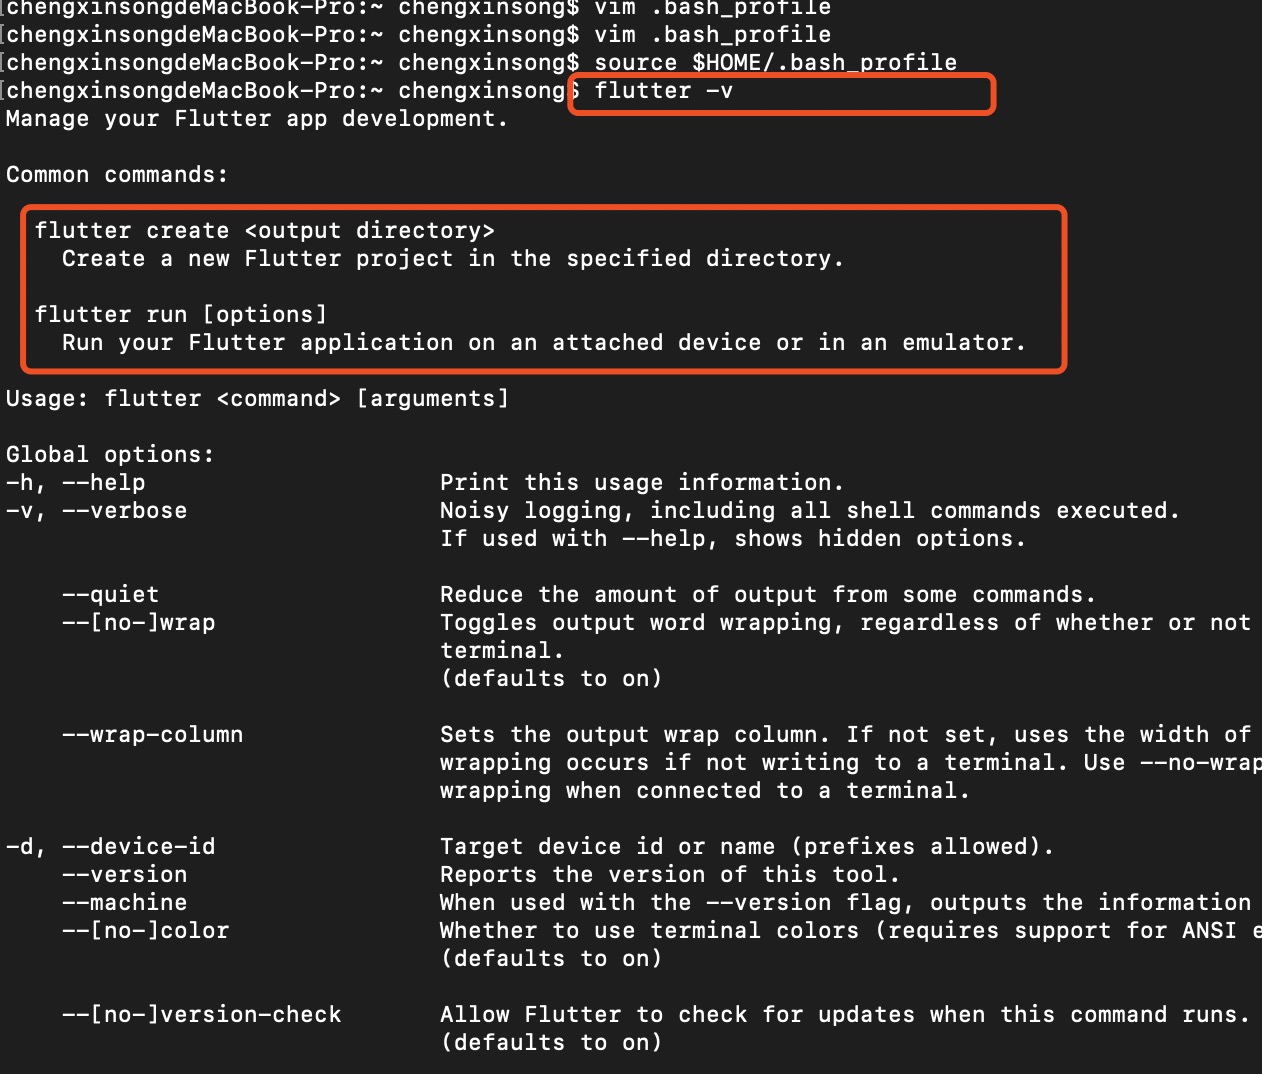 [chengxinsongdeMacBook-Pro:~ chengxinsong$ vim .bash_profile
[chengxinsongdeMacBook-Pro:~ chengxinsong$ vim .bash_profile
[chengxinsongdeMacBook-Pro:~ chengxinsong$ source $HOME/.bash_profile
[chengxinsongdeMacBook-Pro:~ chengxinsong$ flutter -v
Manage your Flutter app development.
Common commands:
flutter create <output directory>
Create a new Flutter project in the specified directory.
flutter run [options]
Run your Flutter application on an attached device or in an emulator.
Usage: flutter <command> [arguments]
Global options:
-h, --help Print this usage information.
-v, --verbose Noisy logging, including all shell commands executed.
If used with --help, shows hidden options.
--quiet Reduce the amount of output from some commands.
--[no-]wrap Toggles output word wrapping, regardless of whether or not
terminal.
(defaults to on)
--wrap-column Sets the output wrap column. If not set, uses the width of
wrapping occurs if not writing to a terminal. Use --no-wrap
wrapping when connected to a terminal.
-d, --device-id Target device id or name (prefixes allowed).
--version Reports the version of this tool.
--machine When used with the --version flag, outputs the information
--[no-]color Whether to use terminal colors (requires support for ANSI e
(defaults to on)
--[no-]version-check Allow Flutter to check for updates when this command runs.
(defaults to on)